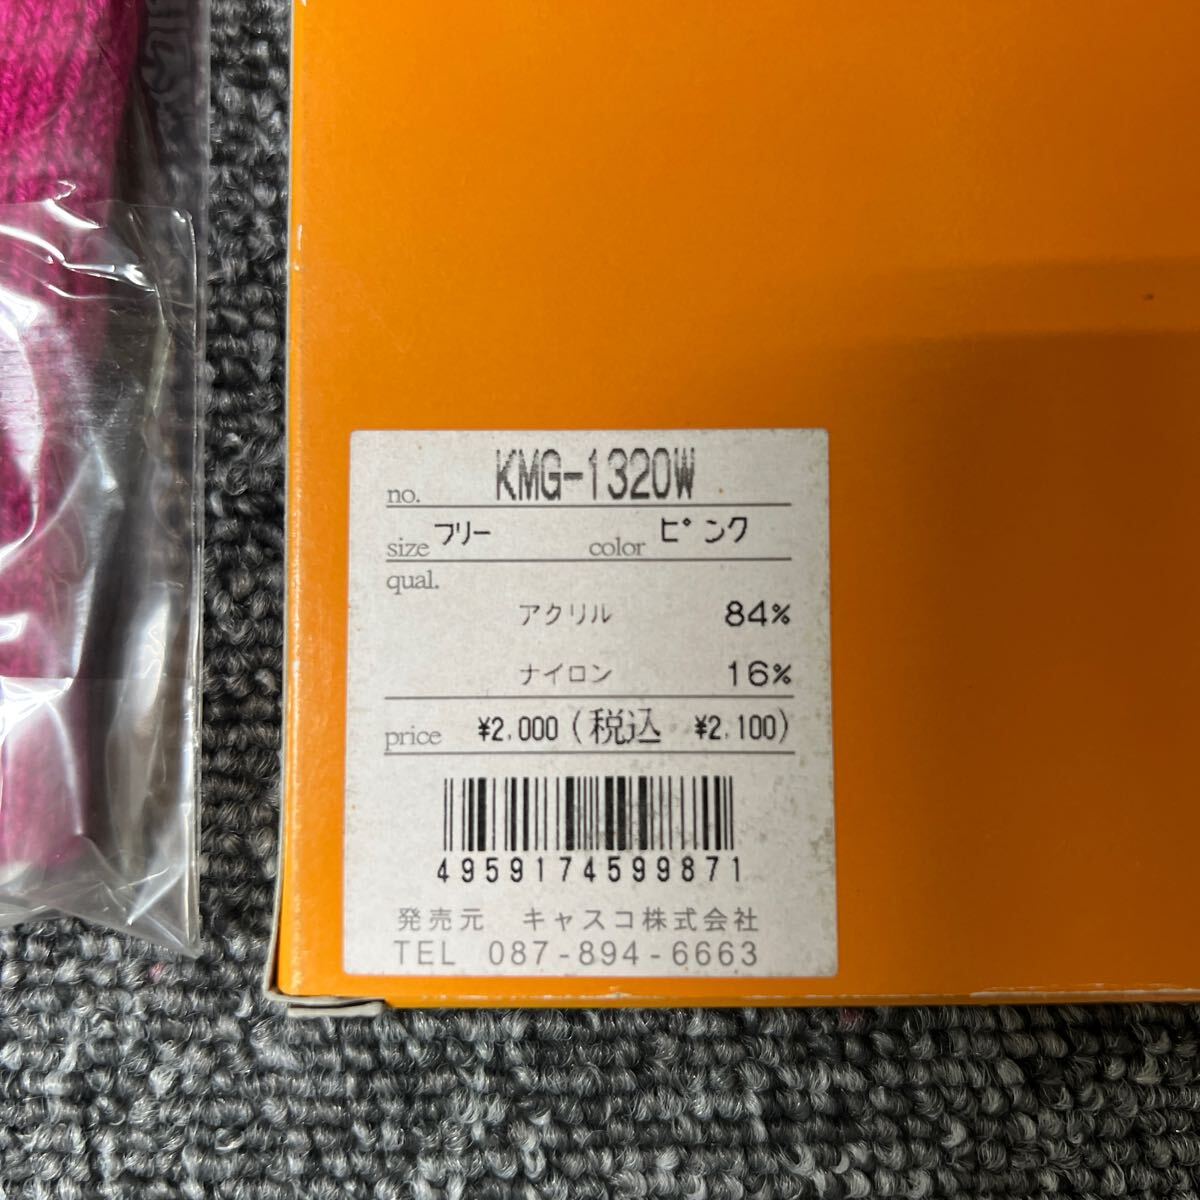 no. KMG-1320W
size フリー color ピンク
qual.
アクリル 84%
ナイロン 16%
price ¥2,000 (税込 ¥2,100)
4959174599871
発売元 キャスコ株式会社
TEL 087-894-6663